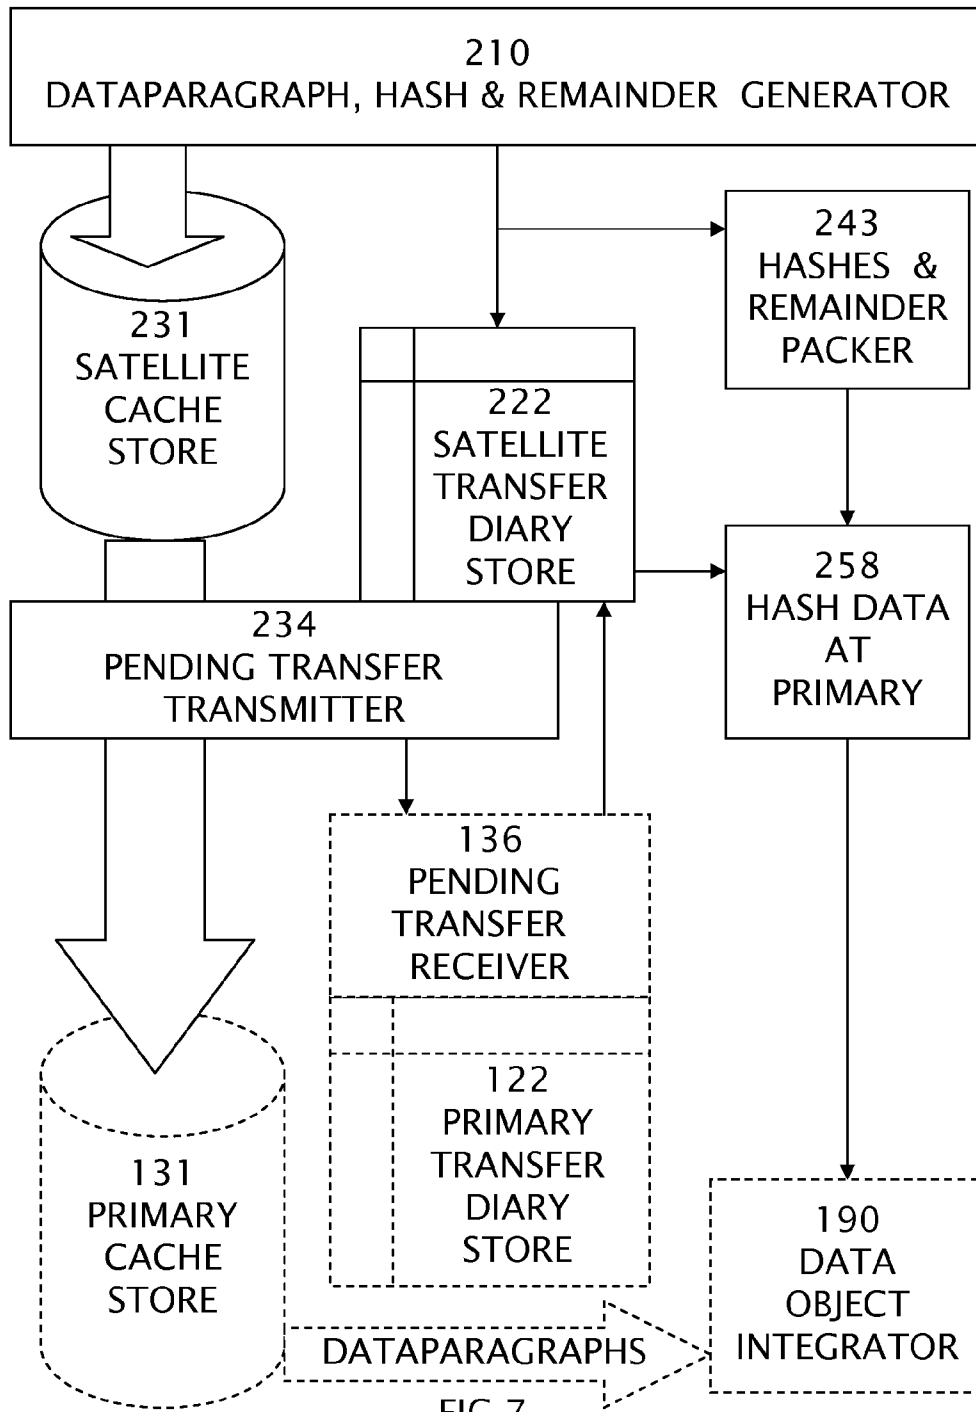 210
DATAPARAGRAPH, HASH & REMAINDER GENERATOR
243
HASHES &
REMAINDER
PACKER
231
SATELLITE
CACHE
STORE
222
SATELLITE
TRANSFER
DIARY
STORE
258
HASH DATA
AT
PRIMARY
234
PENDING TRANSFER
TRANSMITTER
136
PENDING
TRANSFER
RECEIVER
122
PRIMARY
TRANSFER
DIARY
STORE
131
PRIMARY
CACHE
STORE
190
DATA
OBJECT
INTEGRATOR
DATAPARAGRAPHS
FIG 7